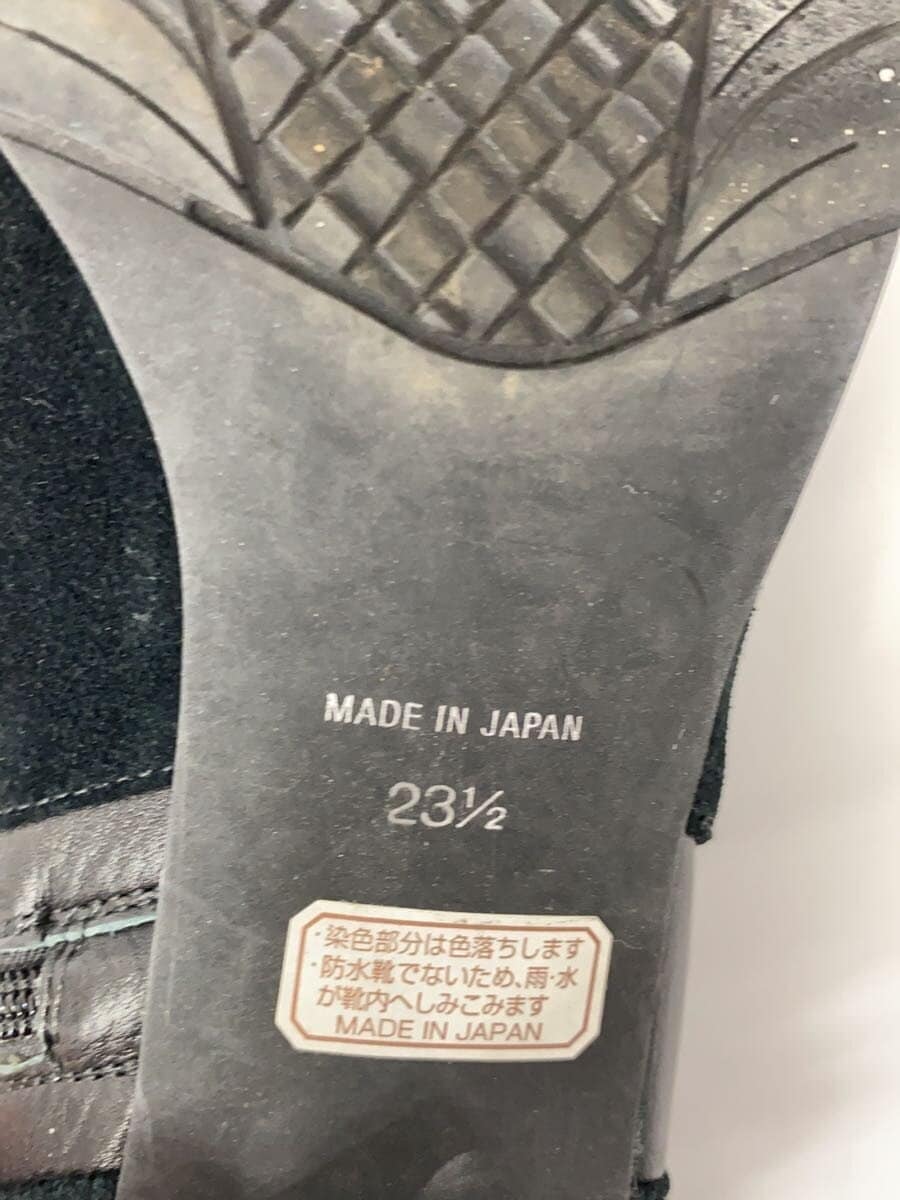 MADE IN JAPAN
23½
・染色部分は色落ちします
・防水靴でないため、雨・水
が靴内へしみこみます
MADE IN JAPAN